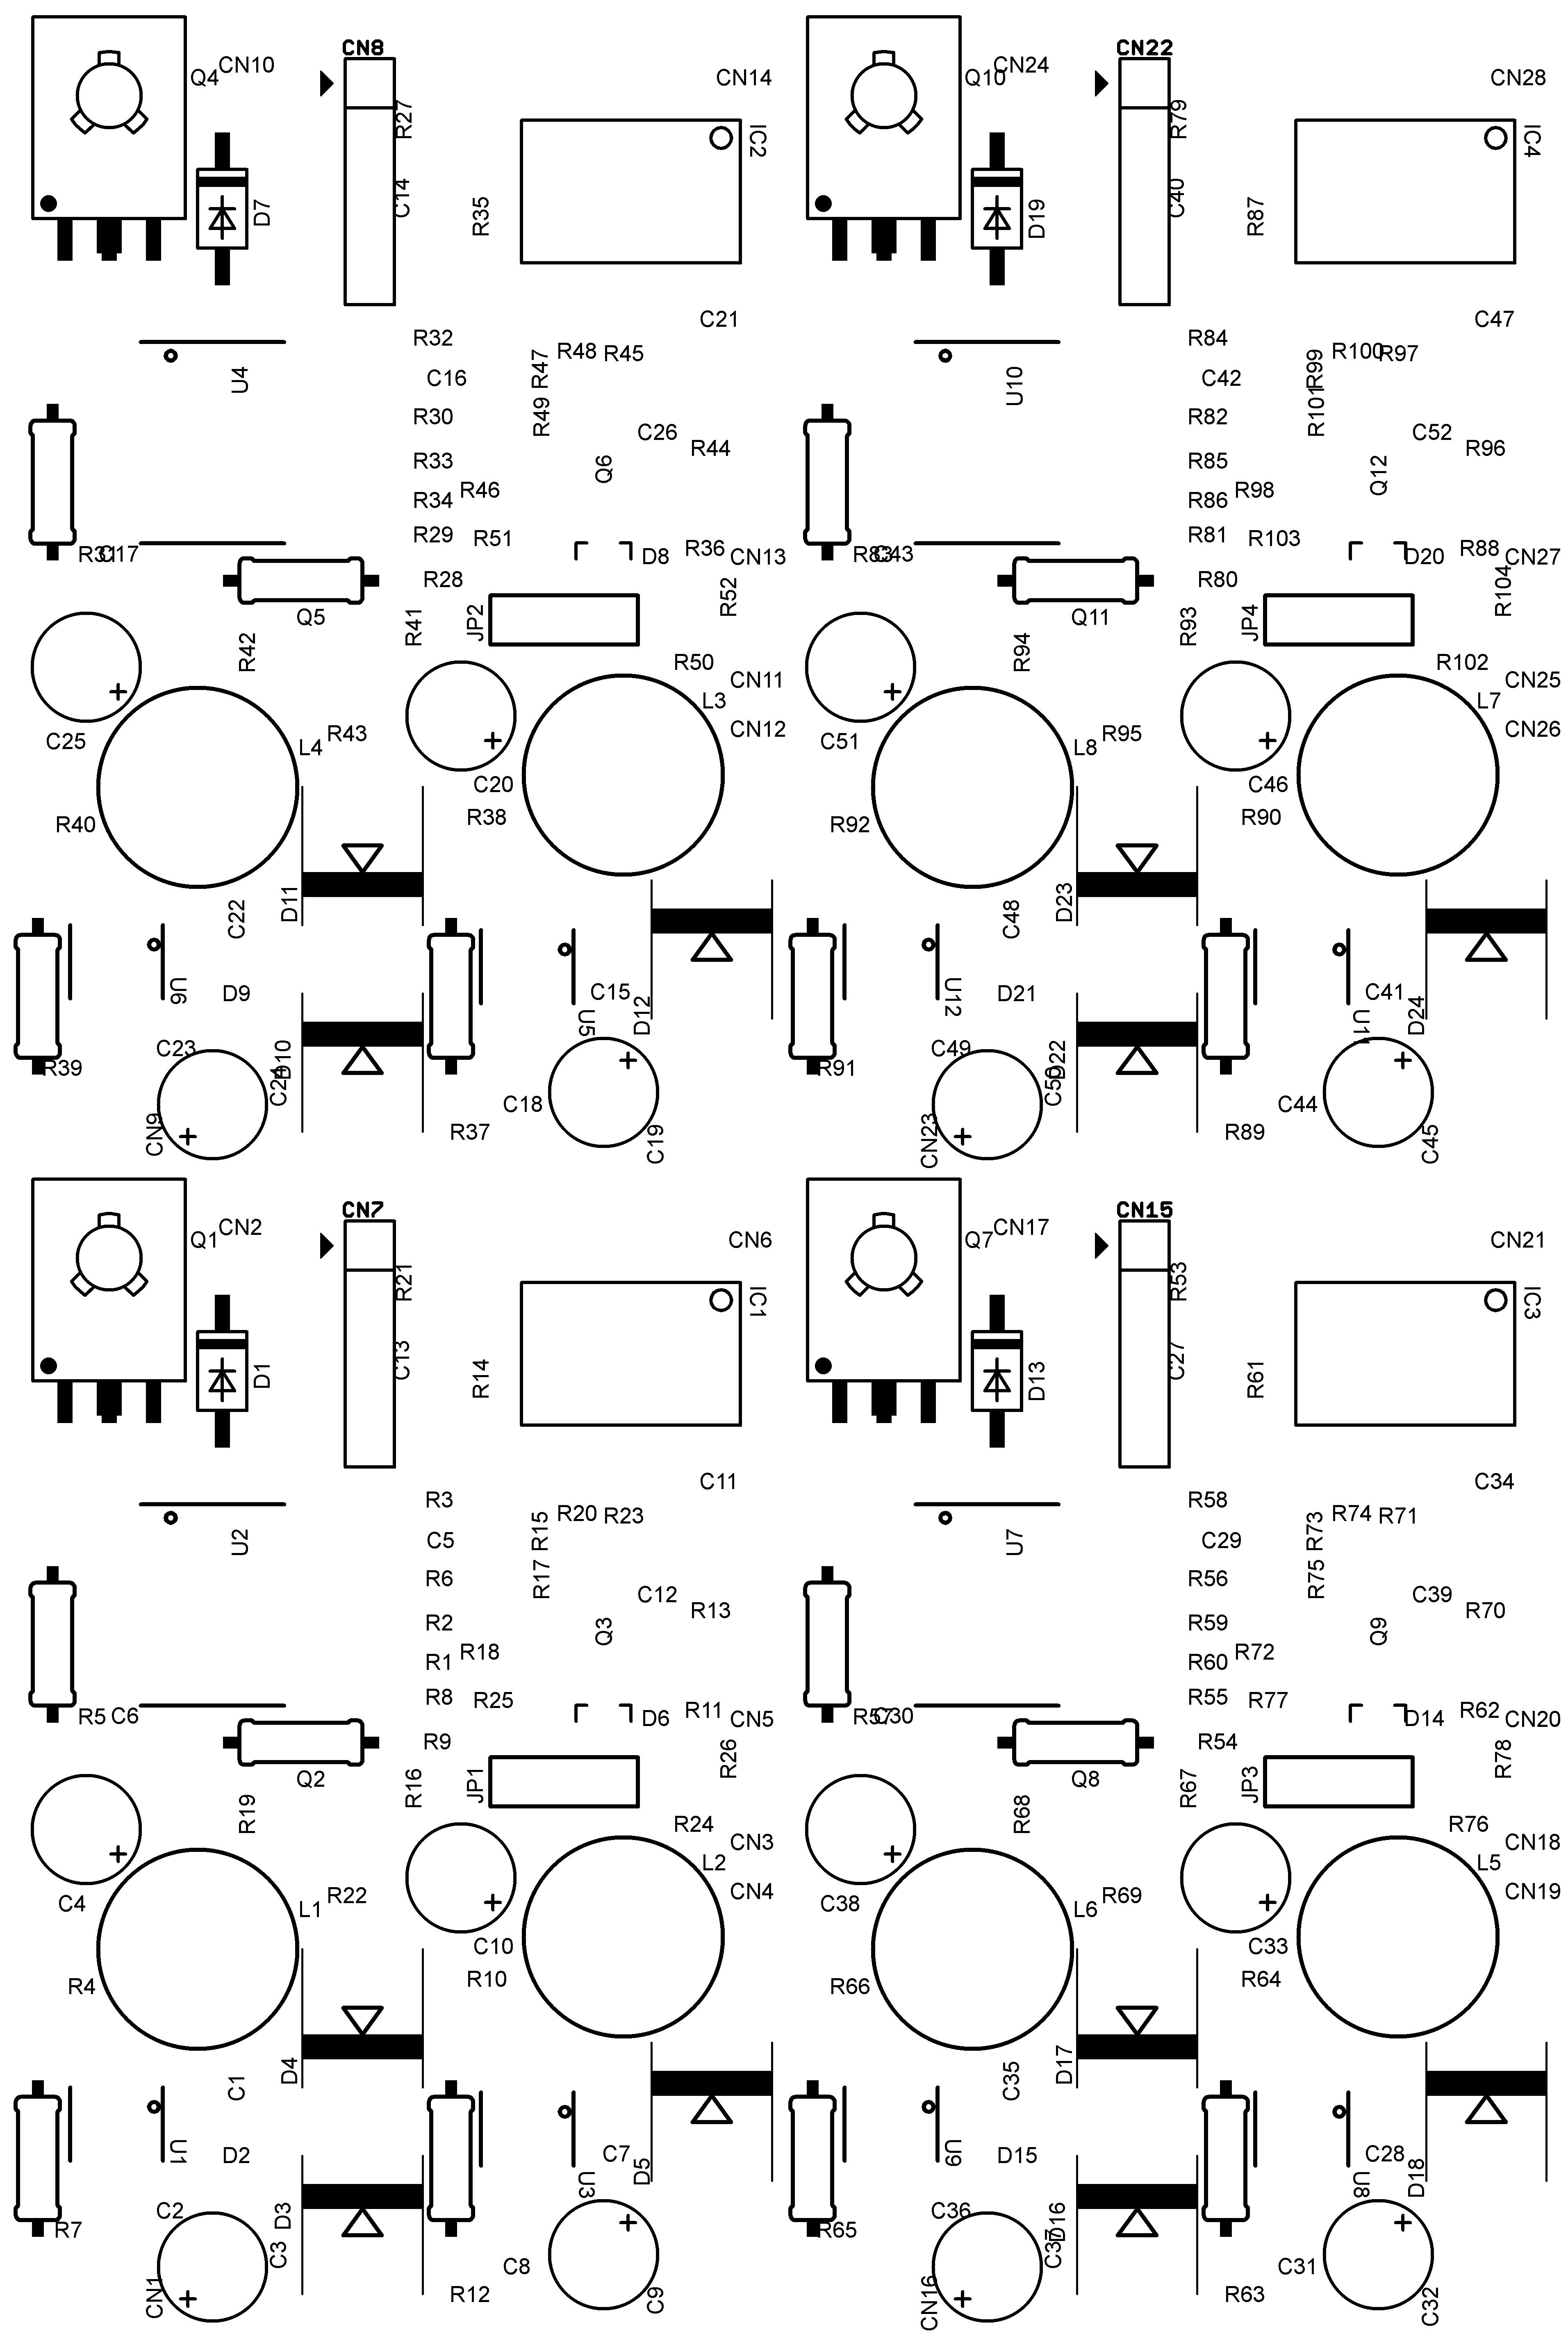 CN8
CN22
Q4
CN10
CN14
Q10
CN24
CN28
R27
IC2
R79
IC4
C14
D7
R35
C40
D19
R87
C21
C47
R32
R48
R45
R84
R100
R97
U4
C16
R47
U10
C42
R99
R30
R49
R82
R101
C26
R44
C52
R96
R33
Q6
R85
Q12
R34
R46
R86
R98
R29
R51
R81
R103
R31
C17
D8
R36
CN13
R83
C43
D20
R88
CN27
R28
R80
R52
R104
Q5
R41
JP2
Q11
R93
JP4
R42
R94
R50
CN11
R102
CN25
L3
L7
C25
L4
R43
CN12
C51
L8
R95
CN26
C20
C46
R40
R38
R92
R90
C22
D11
C48
D23
U6
D9
C15
D12
U12
D21
C41
D24
U5
U11
C23
D10
C49
D22
R39
C24
R91
C50
C18
C44
CN9
R37
C19
CN23
R89
C45
CN7
CN15
Q1
CN2
CN6
Q7
CN17
CN21
R21
IC1
R53
IC3
C13
D1
R14
C27
D13
R61
C11
C34
R3
R20
R23
R58
R74
R71
U2
C5
R15
U7
C29
R73
R6
R17
R56
R75
C12
R13
C39
R70
R2
Q3
R59
Q9
R1
R18
R60
R72
R8
R25
R55
R77
R5
C6
D6
R11
CN5
R57
C30
D14
R62
CN20
R9
R54
R26
R78
Q2
R16
JP1
Q8
R67
JP3
R19
R68
R24
CN3
R76
CN18
L2
L5
C4
L1
R22
CN4
C38
L6
R69
CN19
C10
C33
R4
R10
R66
R64
C1
D4
C35
D17
U1
D2
C7
D5
U9
D15
C28
D18
U3
U8
C2
D3
C36
D16
R7
C3
R65
C37
C8
C31
CN1
R12
C9
CN16
R63
C32